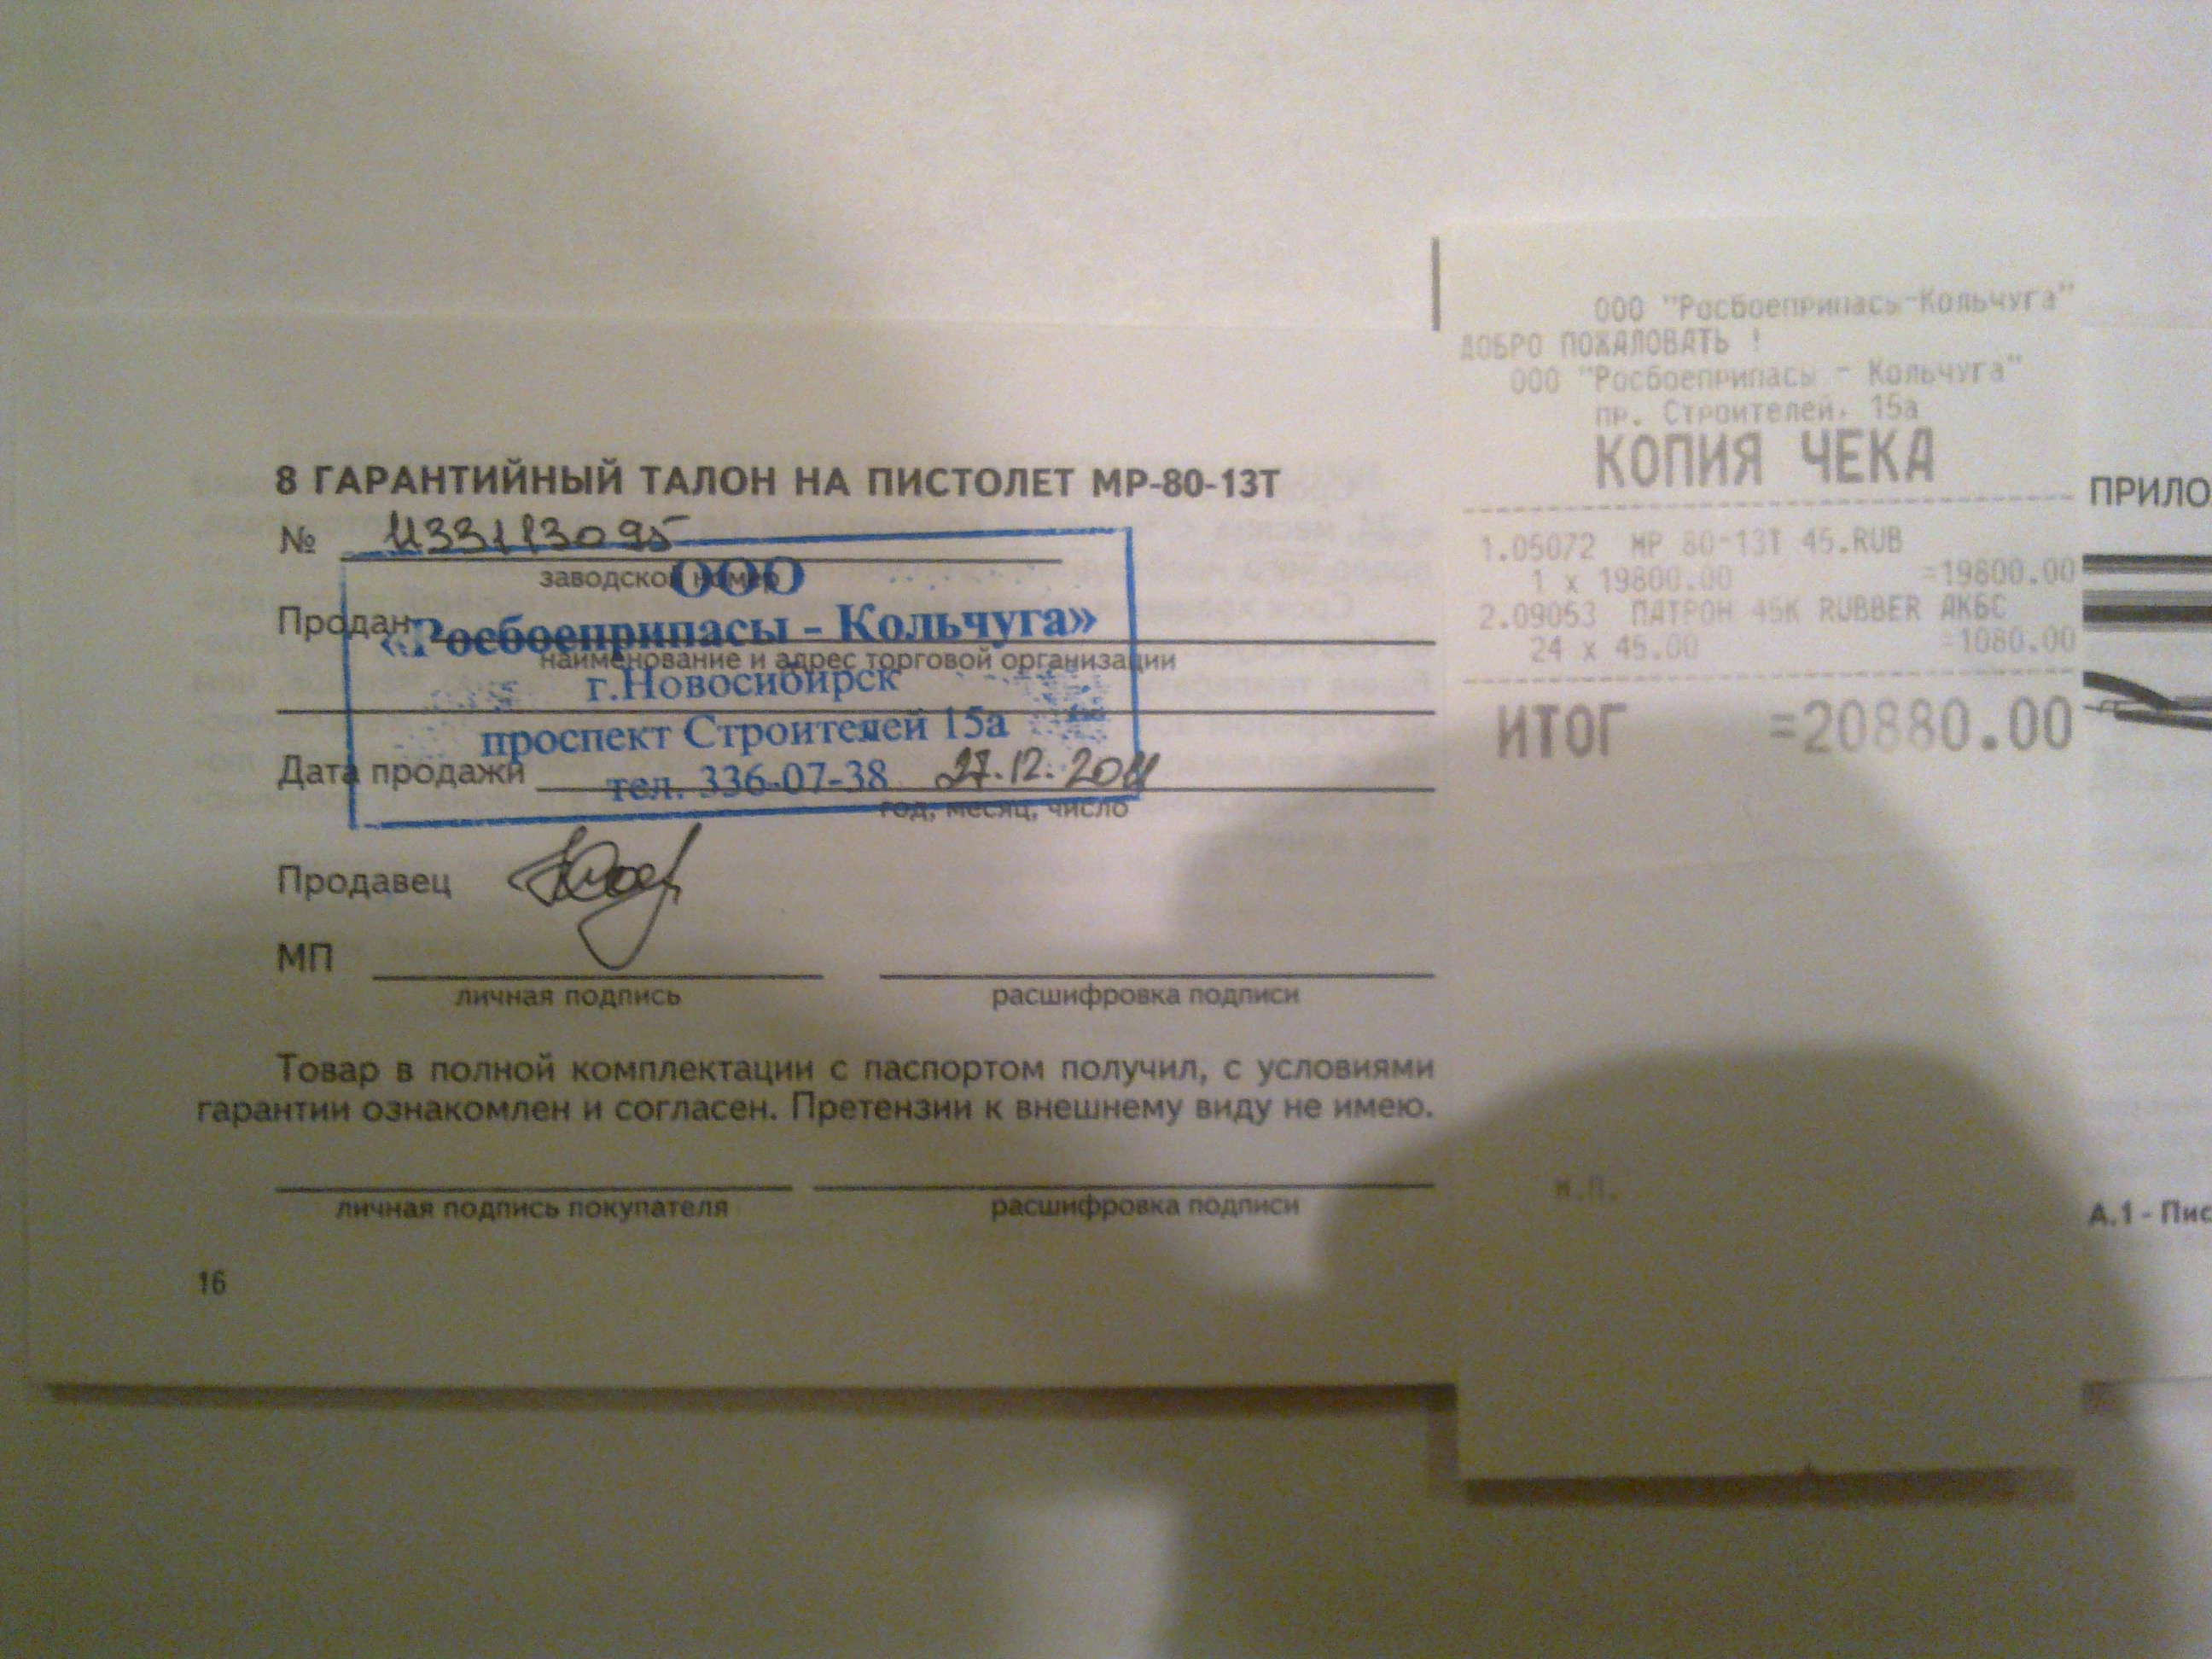 8 ГАРАНТИЙНЫЙ ТАЛОН НА ПИСТОЛЕТ МР-80-13Т
№ 1133113095
заводской номер
ООО
Продан
«Росбоеприпасы - Кольчуга»
наименование и адрес торговой организации
г.Новосибирск
проспект Строителей 15а
Дата продажи 27.12.2011
тел. 336-07-38
год, месяц, число
Продавец
МП
личная подпись расшифровка подписи
Товар в полной комплектации с паспортом получил, с условиями
гарантии ознакомлен и согласен. Претензии к внешнему виду не имею.
личная подпись покупателя расшифровка подписи
16
ООО "Росбоеприпасы-Кольчуга"
ДОБРО ПОЖАЛОВАТЬ !
ООО "Росбоеприпасы - Кольчуга"
пр. Строителей, 15а
КОПИЯ ЧЕКА
1.05072 МР 80-13Т 45.RUB
1 x 19800.00 =19800.00
2.09053 ПАТРОН 45К RUBBER АКБС
24 x 45.00 =1080.00
ИТОГ =20880.00
М.П.
ПРИЛО
А.1 - Пис